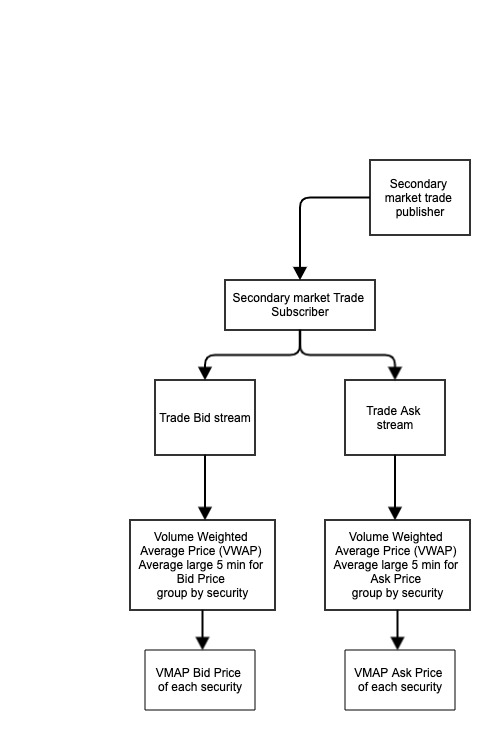 Secondary
market trade
publisher
Secondary market Trade
Subscriber
Trade Bid stream
Trade Ask
stream
Volume Weighted
Average Price (VWAP)
Average large 5 min for
Bid Price
group by security
Volume Weighted
Average Price (VWAP)
Average large 5 min for
Ask Price
group by security
VMAP Bid Price
of each security
VMAP Ask Price
of each security